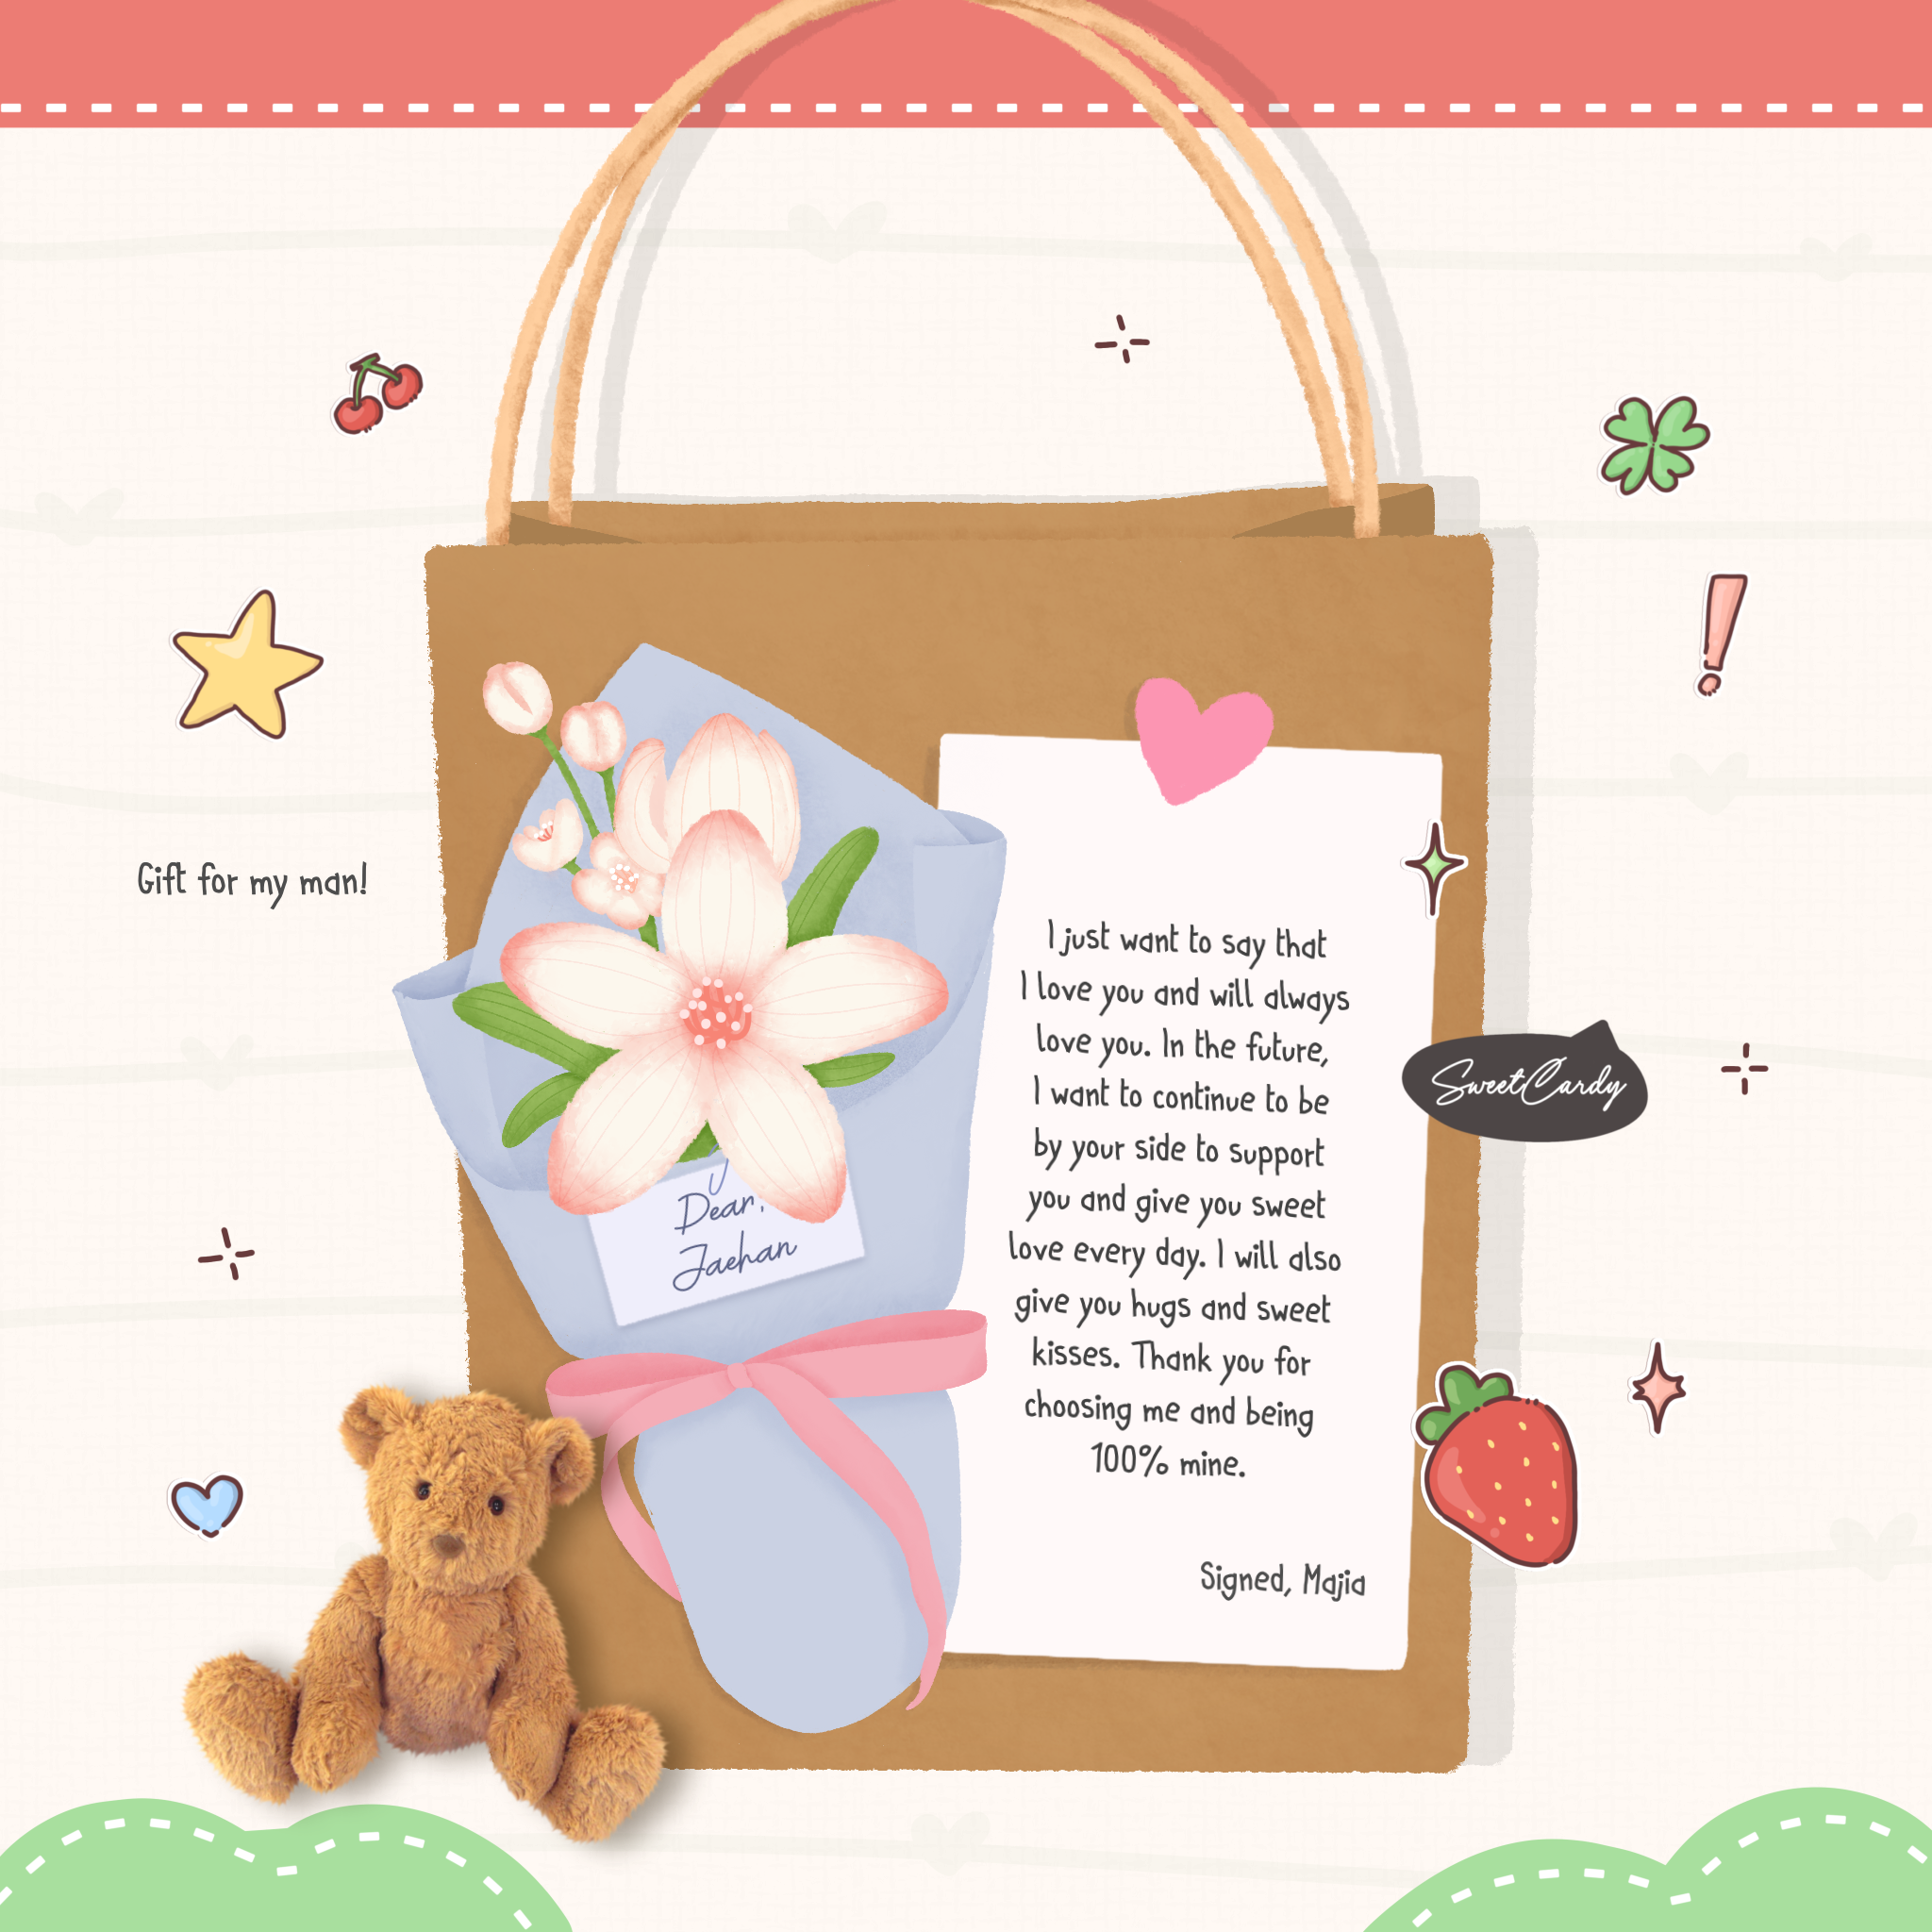 Gift for my man!
Dear,
Jaehan
I just want to say that
I love you and will always
love you. In the future,
I want to continue to be
by your side to support
you and give you sweet
love every day. I will also
give you hugs and sweet
kisses. Thank you for
choosing me and being
100% mine.
Signed, Majia
SweetCardy